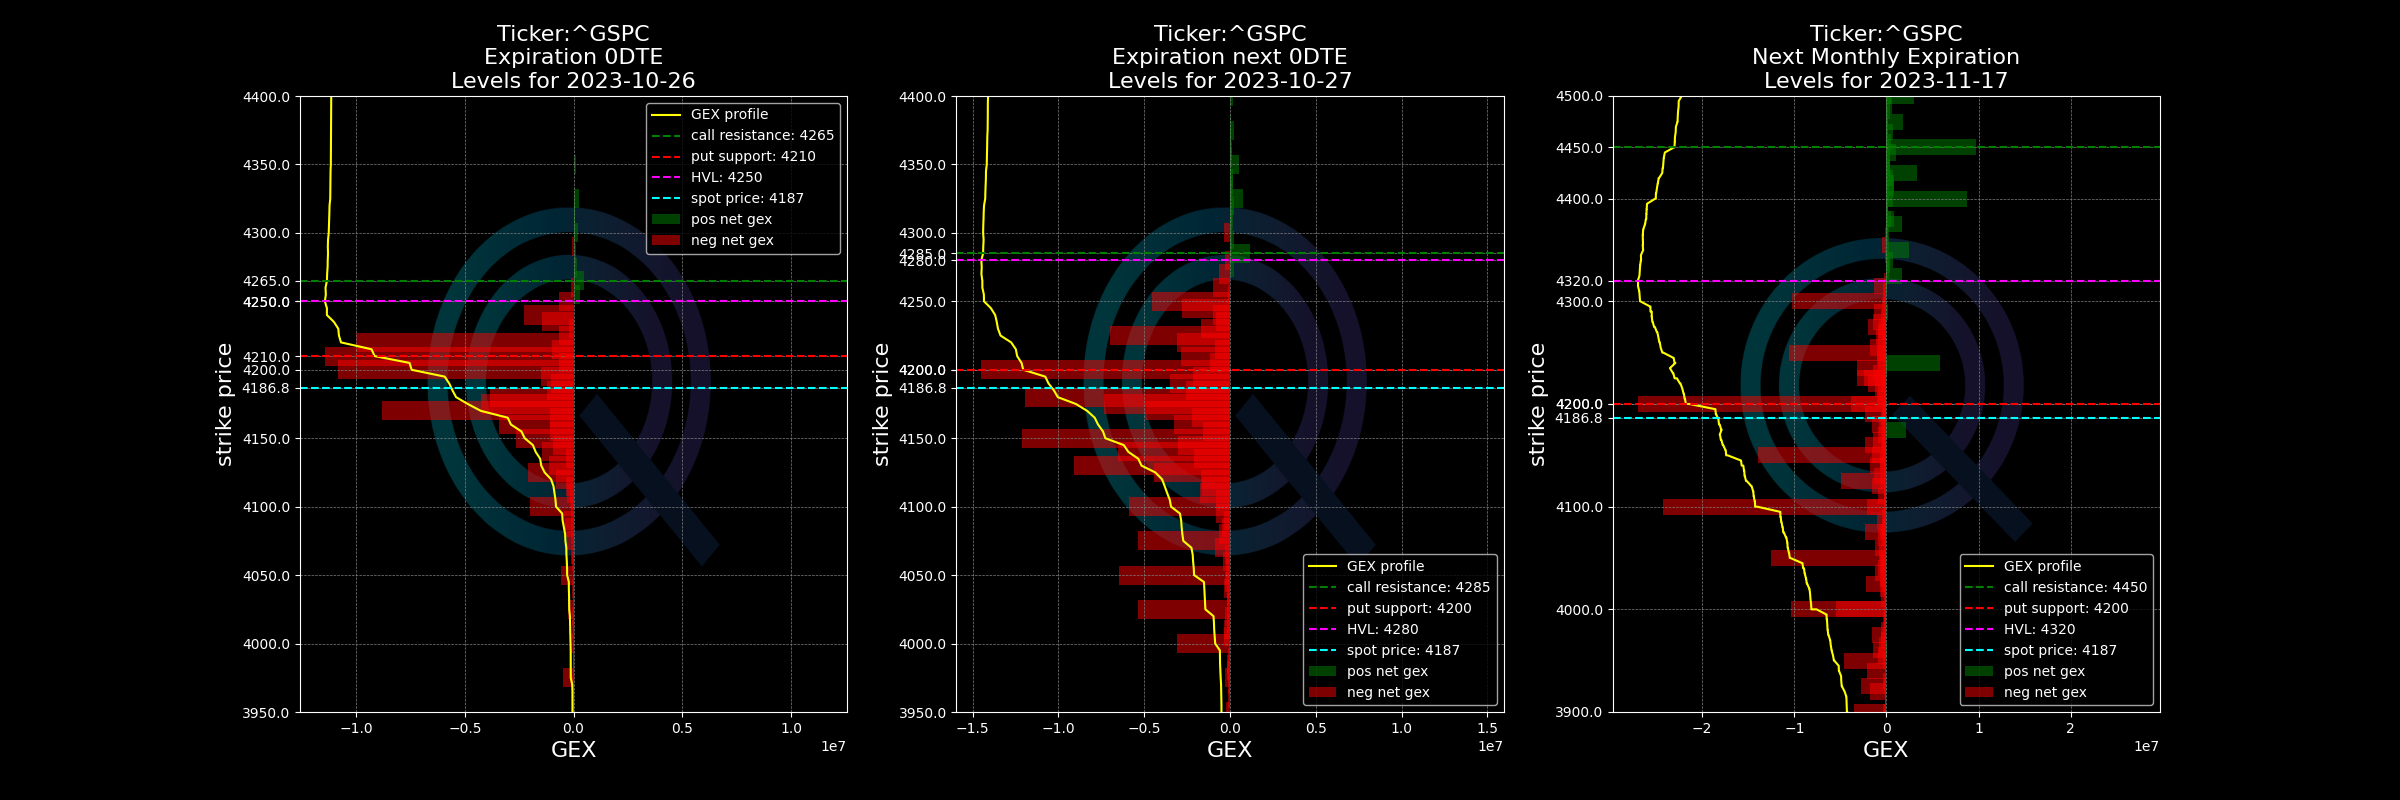 Ticker:^GSPC
Expiration 0DTE
Levels for 2023-10-26
4400.0
4350.0
4300.0
4265.0
4250.0
4210.0
4200.0
4186.8
4150.0
4100.0
4050.0
4000.0
3950.0
strike price
GEX profile
call resistance: 4265
put support: 4210
HVL: 4250
spot price: 4187
pos net gex
neg net gex
−1.0 −0.5 0.0 0.5 1.0
1e7
GEX
Ticker:^GSPC
Expiration next 0DTE
Levels for 2023-10-27
4400.0
4350.0
4300.0
4285.0
4280.0
4250.0
4200.0
4186.8
4150.0
4100.0
4050.0
4000.0
3950.0
strike price
GEX profile
call resistance: 4285
put support: 4200
HVL: 4280
spot price: 4187
pos net gex
neg net gex
−1.5 −1.0 −0.5 0.0 0.5 1.0 1.5
1e7
GEX
Ticker:^GSPC
Next Monthly Expiration
Levels for 2023-11-17
4500.0
4450.0
4400.0
4320.0
4300.0
4200.0
4186.8
4100.0
4000.0
3900.0
strike price
GEX profile
call resistance: 4450
put support: 4200
HVL: 4320
spot price: 4187
pos net gex
neg net gex
−2 −1 0 1 2
1e7
GEX